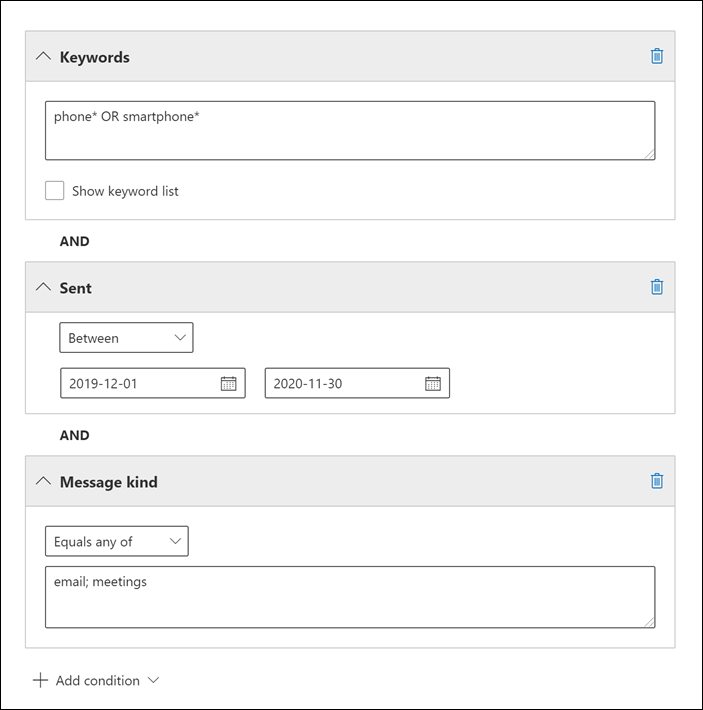 Keywords
phone* OR smartphone*
Show keyword list
AND
Sent
Between
2019-12-01 2020-11-30
AND
Message kind
Equals any of
email; meetings
Add condition